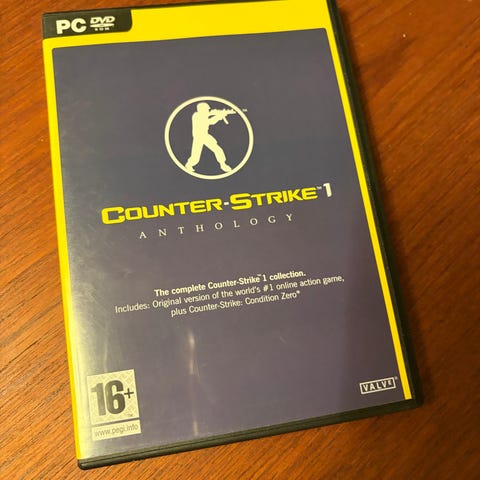 PC DVD
ROM
COUNTER-STRIKE™1
ANTHOLOGY
The complete Counter-Strike™1 collection.
Includes: Original version of the world's #1 online action game,
plus Counter-Strike: Condition Zero®
16+
www.pegi.info
VALVE